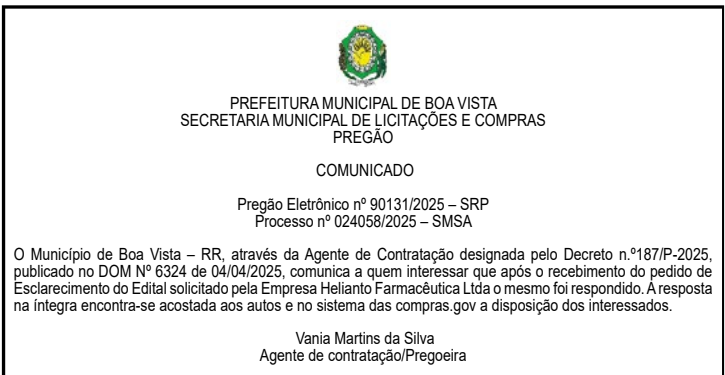 PREFEITURA MUNICIPAL DE BOA VISTA
SECRETARIA MUNICIPAL DE LICITAÇÕES E COMPRAS
PREGÃO
COMUNICADO
Pregão Eletrônico nº 90131/2025 – SRP
Processo nº 024058/2025 – SMSA
O Município de Boa Vista – RR, através da Agente de Contratação designada pelo Decreto n.º187/P-2025,
publicado no DOM Nº 6324 de 04/04/2025, comunica a quem interessar que após o recebimento do pedido de
Esclarecimento do Edital solicitado pela Empresa Helianto Farmacêutica Ltda o mesmo foi respondido. A resposta
na íntegra encontra-se acostada aos autos e no sistema das compras.gov a disposição dos interessados.
Vania Martins da Silva
Agente de contratação/Pregoeira